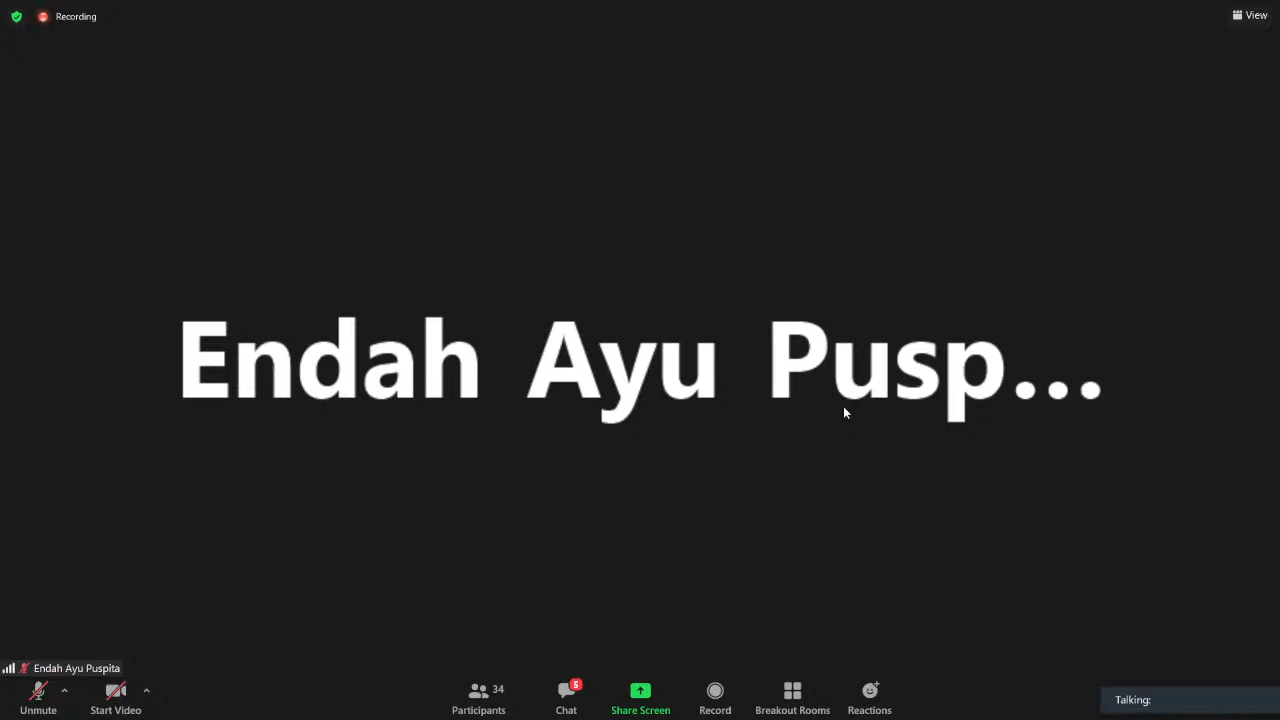 Recording
View
Endah Ayu Pusp...
Endah Ayu Puspita
Unmute
Start Video
Participants
34
Chat
5
Share Screen
Record
Breakout Rooms
Reactions
Talking: